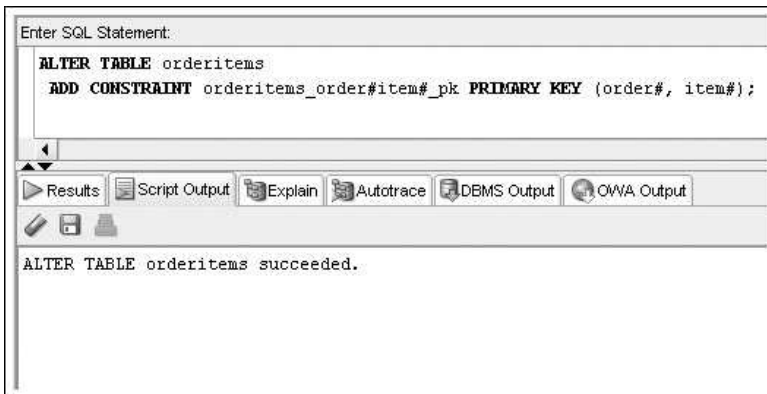 Enter SQL Statement:
ALTER TABLE orderitems
ADD CONSTRAINT orderitems_order#item#_pk PRIMARY KEY (order#, item#);
Results Script Output Explain Autotrace DBMS Output OWA Output
ALTER TABLE orderitems succeeded.